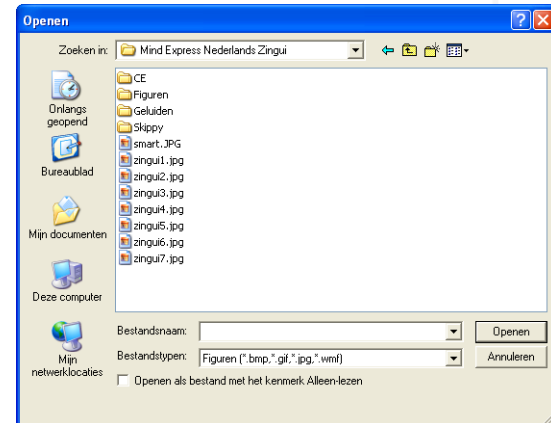 Openen
Zoeken in: Mind Express Nederlands Zingui
Onlangs
geopend
Bureaublad
Mijn documenten
Deze computer
Mijn
netwerklocaties
CE
Figuren
Geluiden
Skippy
smart.JPG
zingui1.jpg
zingui2.jpg
zingui3.jpg
zingui4.jpg
zingui5.jpg
zingui6.jpg
zingui7.jpg
Bestandsnaam:
Openen
Bestandstypen: Figuren (*.bmp,*.gif,*.jpg,*.wmf)
Annuleren
Openen als bestand met het kenmerk Alleen-lezen